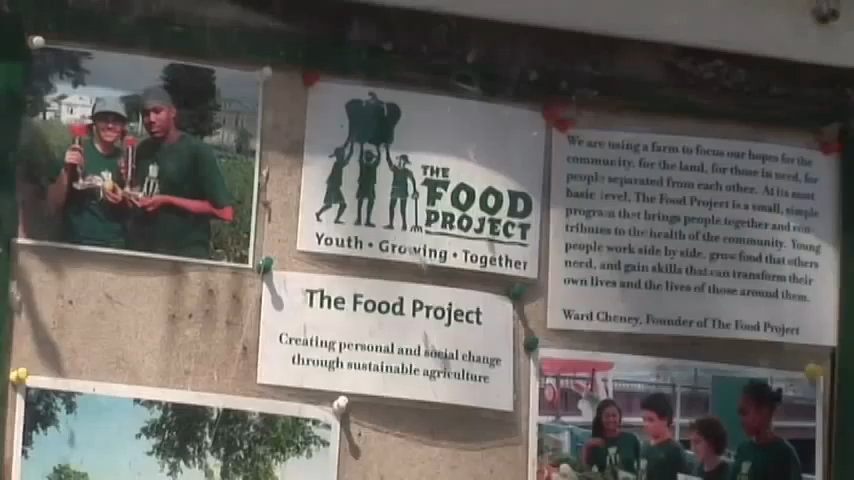 THE
FOOD
PROJECT
Youth • Growing • Together
The Food Project
Creating personal and social change
through sustainable agriculture
We are using a farm to focus our hopes for the
community, for the land, for those in need, for
people separated from each other. At its most
basic level, The Food Project is a small, simple
program that brings people together and con-
tributes to the health of the community. Young
people work side by side, grow food that others
need, and gain skills that can transform their
own lives and the lives of those around them.
Ward Cheney, Founder of The Food Project